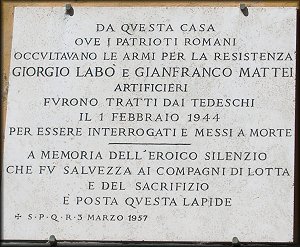 DA QVESTA CASA
OVE I PATRIOTI ROMANI
OCCVLTAVANO LE ARMI PER LA RESISTENZA
GIORGIO LABÒ E GIANFRANCO MATTEI
ARTIFICIERI
FVRONO TRATTI DAI TEDESCHI
IL 1 FEBBRAIO 1944
PER ESSERE INTERROGATI E MESSI A MORTE
A MEMORIA DELL'EROICO SILENZIO
CHE FV SALVEZZA AI COMPAGNI DI LOTTA
E DEL SACRIFIZIO
È POSTA QVESTA LAPIDE
✠ S·P·Q·R·3 MARZO 1957